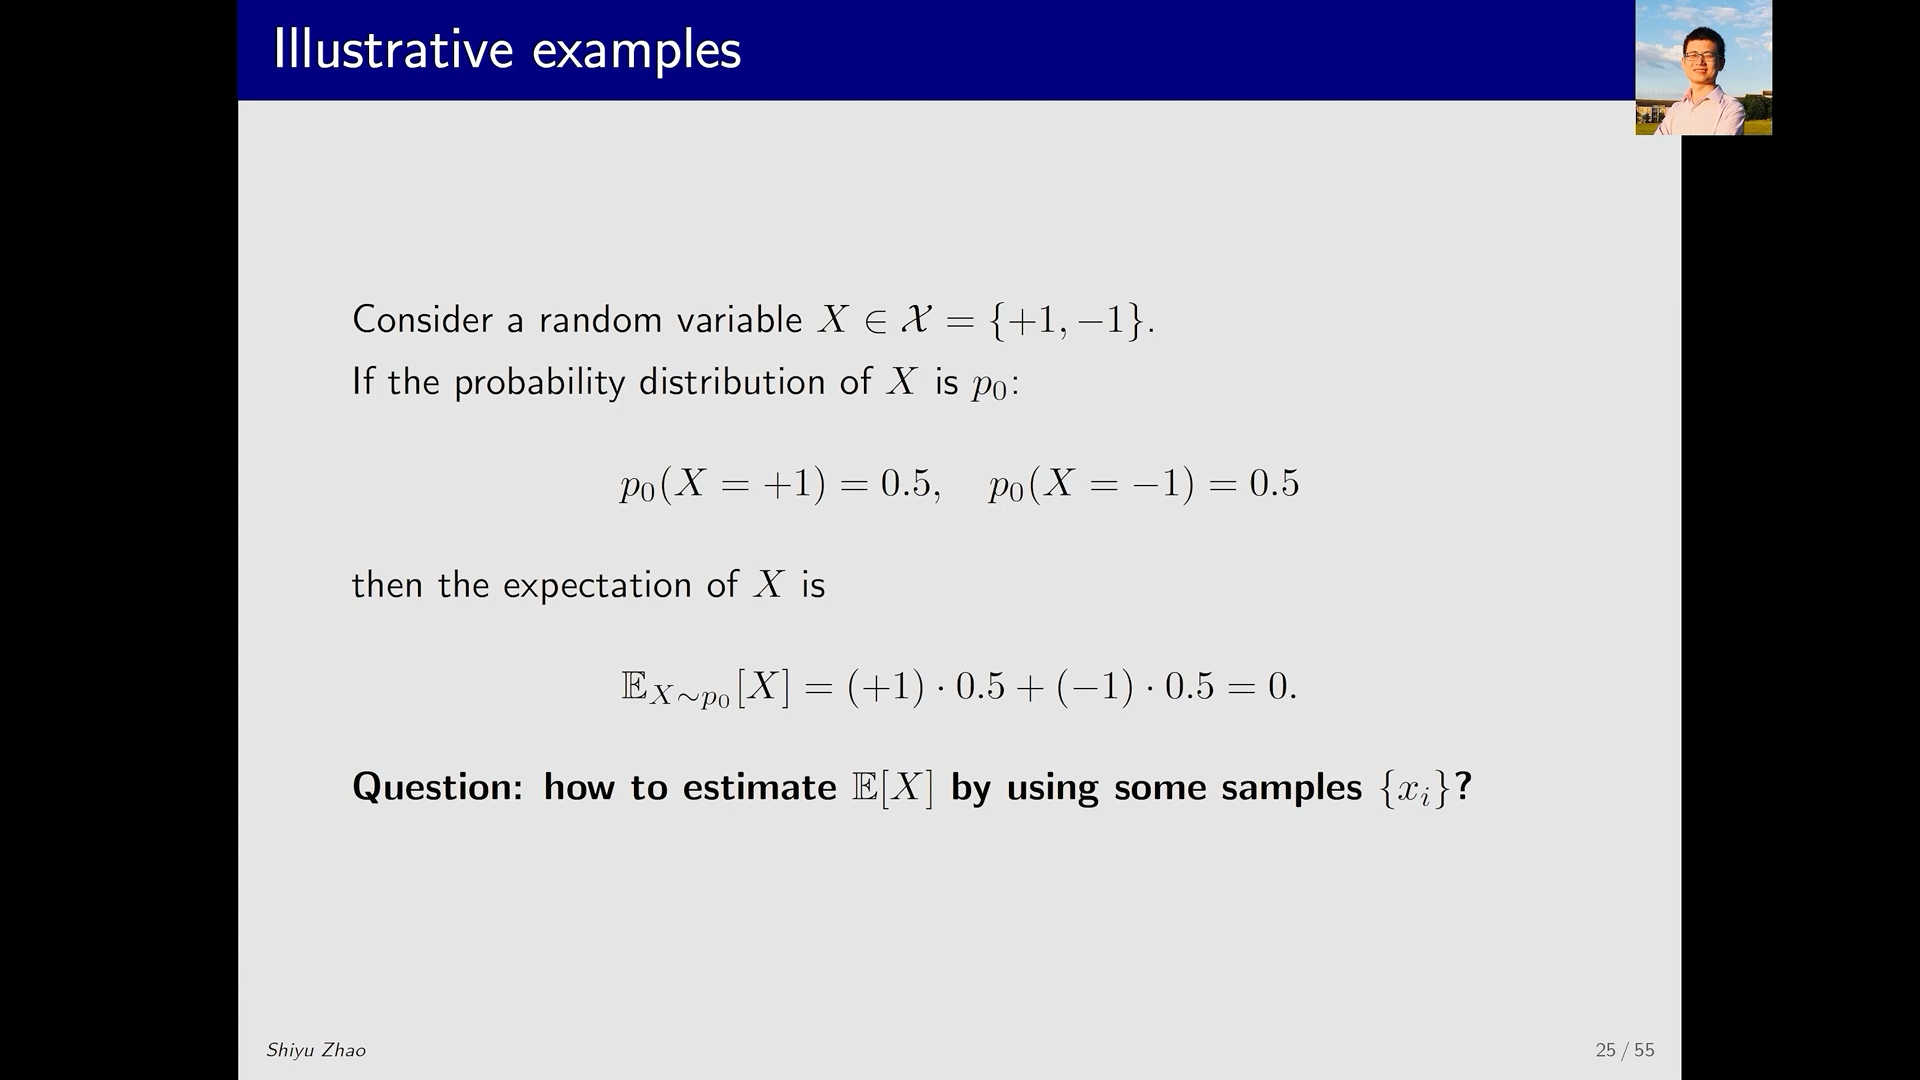 Illustrative examples
Consider a random variable X ∈ 𝒳 = {+1, −1}.
If the probability distribution of X is p₀:
p₀(X = +1) = 0.5, p₀(X = −1) = 0.5
then the expectation of X is
𝔼_{X∼p₀}[X] = (+1) · 0.5 + (−1) · 0.5 = 0.
Question: how to estimate 𝔼[X] by using some samples {xᵢ}?
Shiyu Zhao
25 / 55